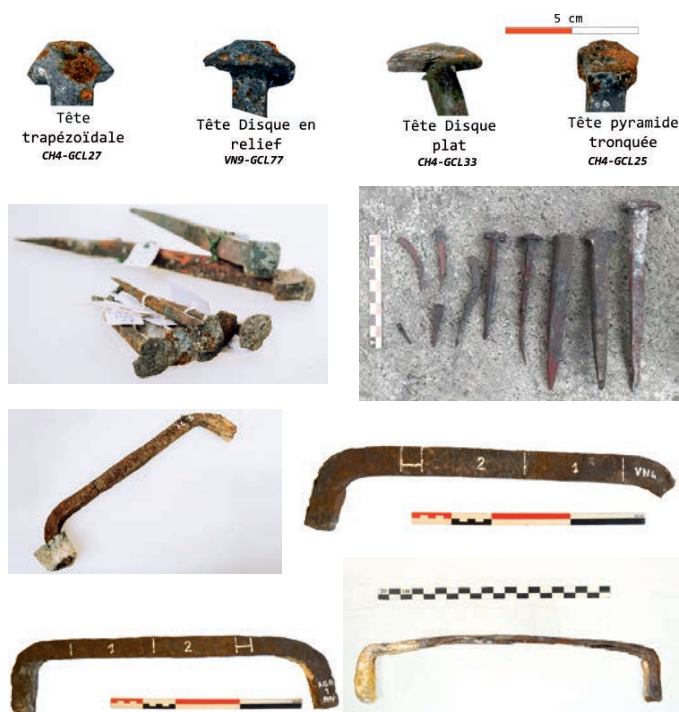 5 cm
Tête
trapézoïdale
CH4-GCL27
Tête Disque en
relief
VN9-GCL77
Tête Disque
plat
CH4-GCL33
Tête pyramide
tronquée
CH4-GCL25
2
1
VN4
1
2